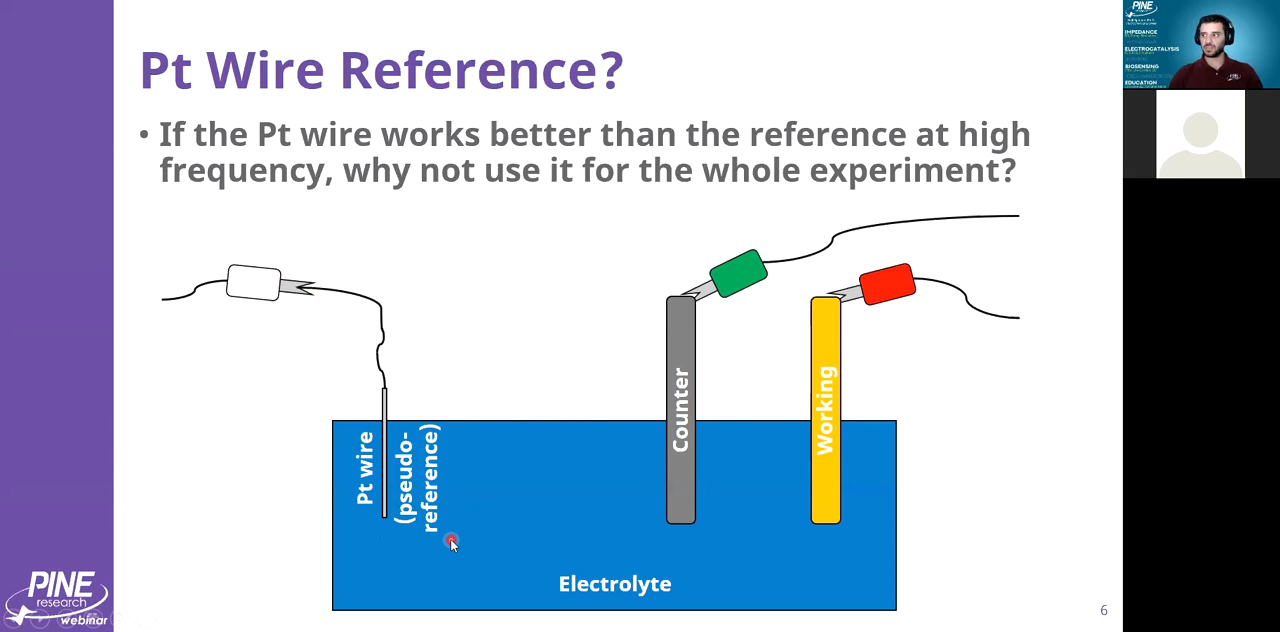 Pt Wire Reference?
• If the Pt wire works better than the reference at high
frequency, why not use it for the whole experiment?
Pt wire
(pseudo-
reference)
Counter
Working
Electrolyte
PINE
research
webinar
6
PINE
IMPEDANCE
ELECTROCATALYSIS
BIOSENSING
EDUCATION